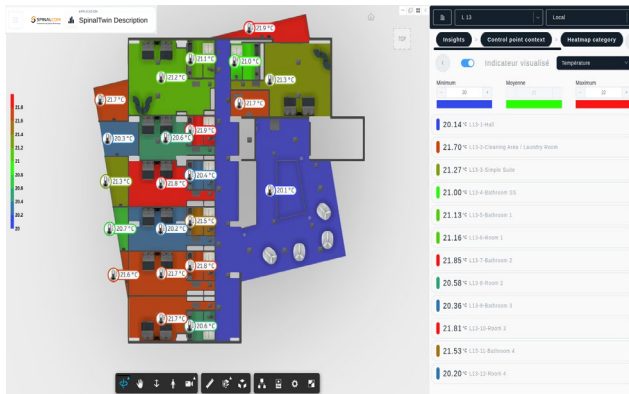 SPINALCOM
APPLICATION
SpinalTwin Description
TOP
21.8
21.6
21.4
21.2
21
20.8
20.6
20.4
20.2
20
21.9 °C
21.1 °C
21.0 °C
21.2 °C
21.3 °C
21.7 °C
21.7 °C
21.9 °C
20.3 °C
20.6 °C
20.4 °C
21.3 °C
21.8 °C
20.1 °C
21.5 °C
20.7 °C
20.2 °C
21.8 °C
21.6 °C
21.7 °C
21.7 °C
20.6 °C
L 13
Local
Insights
Control point context
Heatmap category
Indicateur visualisé
Température
Minimum
Moyenne
Maximum
- 20 +
- 22 +
20.14 °C L13-1-Hall
21.70 °C L13-2-Cleaning Area / Laundry Room
21.27 °C L13-3-Simple Suite
21.00 °C L13-4-Bathroom SS
21.13 °C L13-5-Bathroom 1
21.16 °C L13-6-Room 1
21.85 °C L13-7-Bathroom 2
20.58 °C L13-8-Room 2
20.36 °C L13-9-Bathroom 3
21.81 °C L13-10-Room 3
21.53 °C L13-11-Bathroom 4
20.20 °C L13-12-Room 4